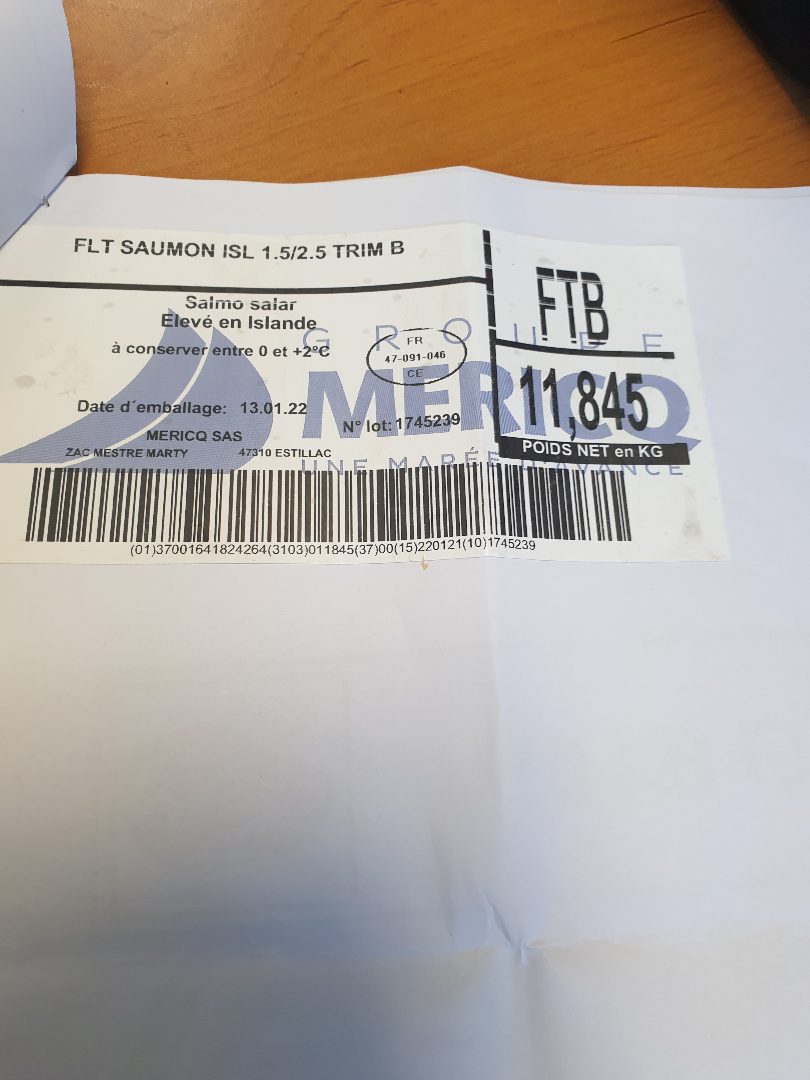 FLT SAUMON ISL 1.5/2.5 TRIM B
FTB
Salmo salar
Elevé en Islande
à conserver entre 0 et +2°C
FR
47-091-046
CE
GROUPE
MERICQ
UNE MARÉE D'AVANCE
11,845
POIDS NET en KG
Date d´emballage: 13.01.22
N° lot: 1745239
MERICQ SAS
ZAC MESTRE MARTY 47310 ESTILLAC
(01)37001641824264(3103)011845(37)00(15)220121(10)1745239